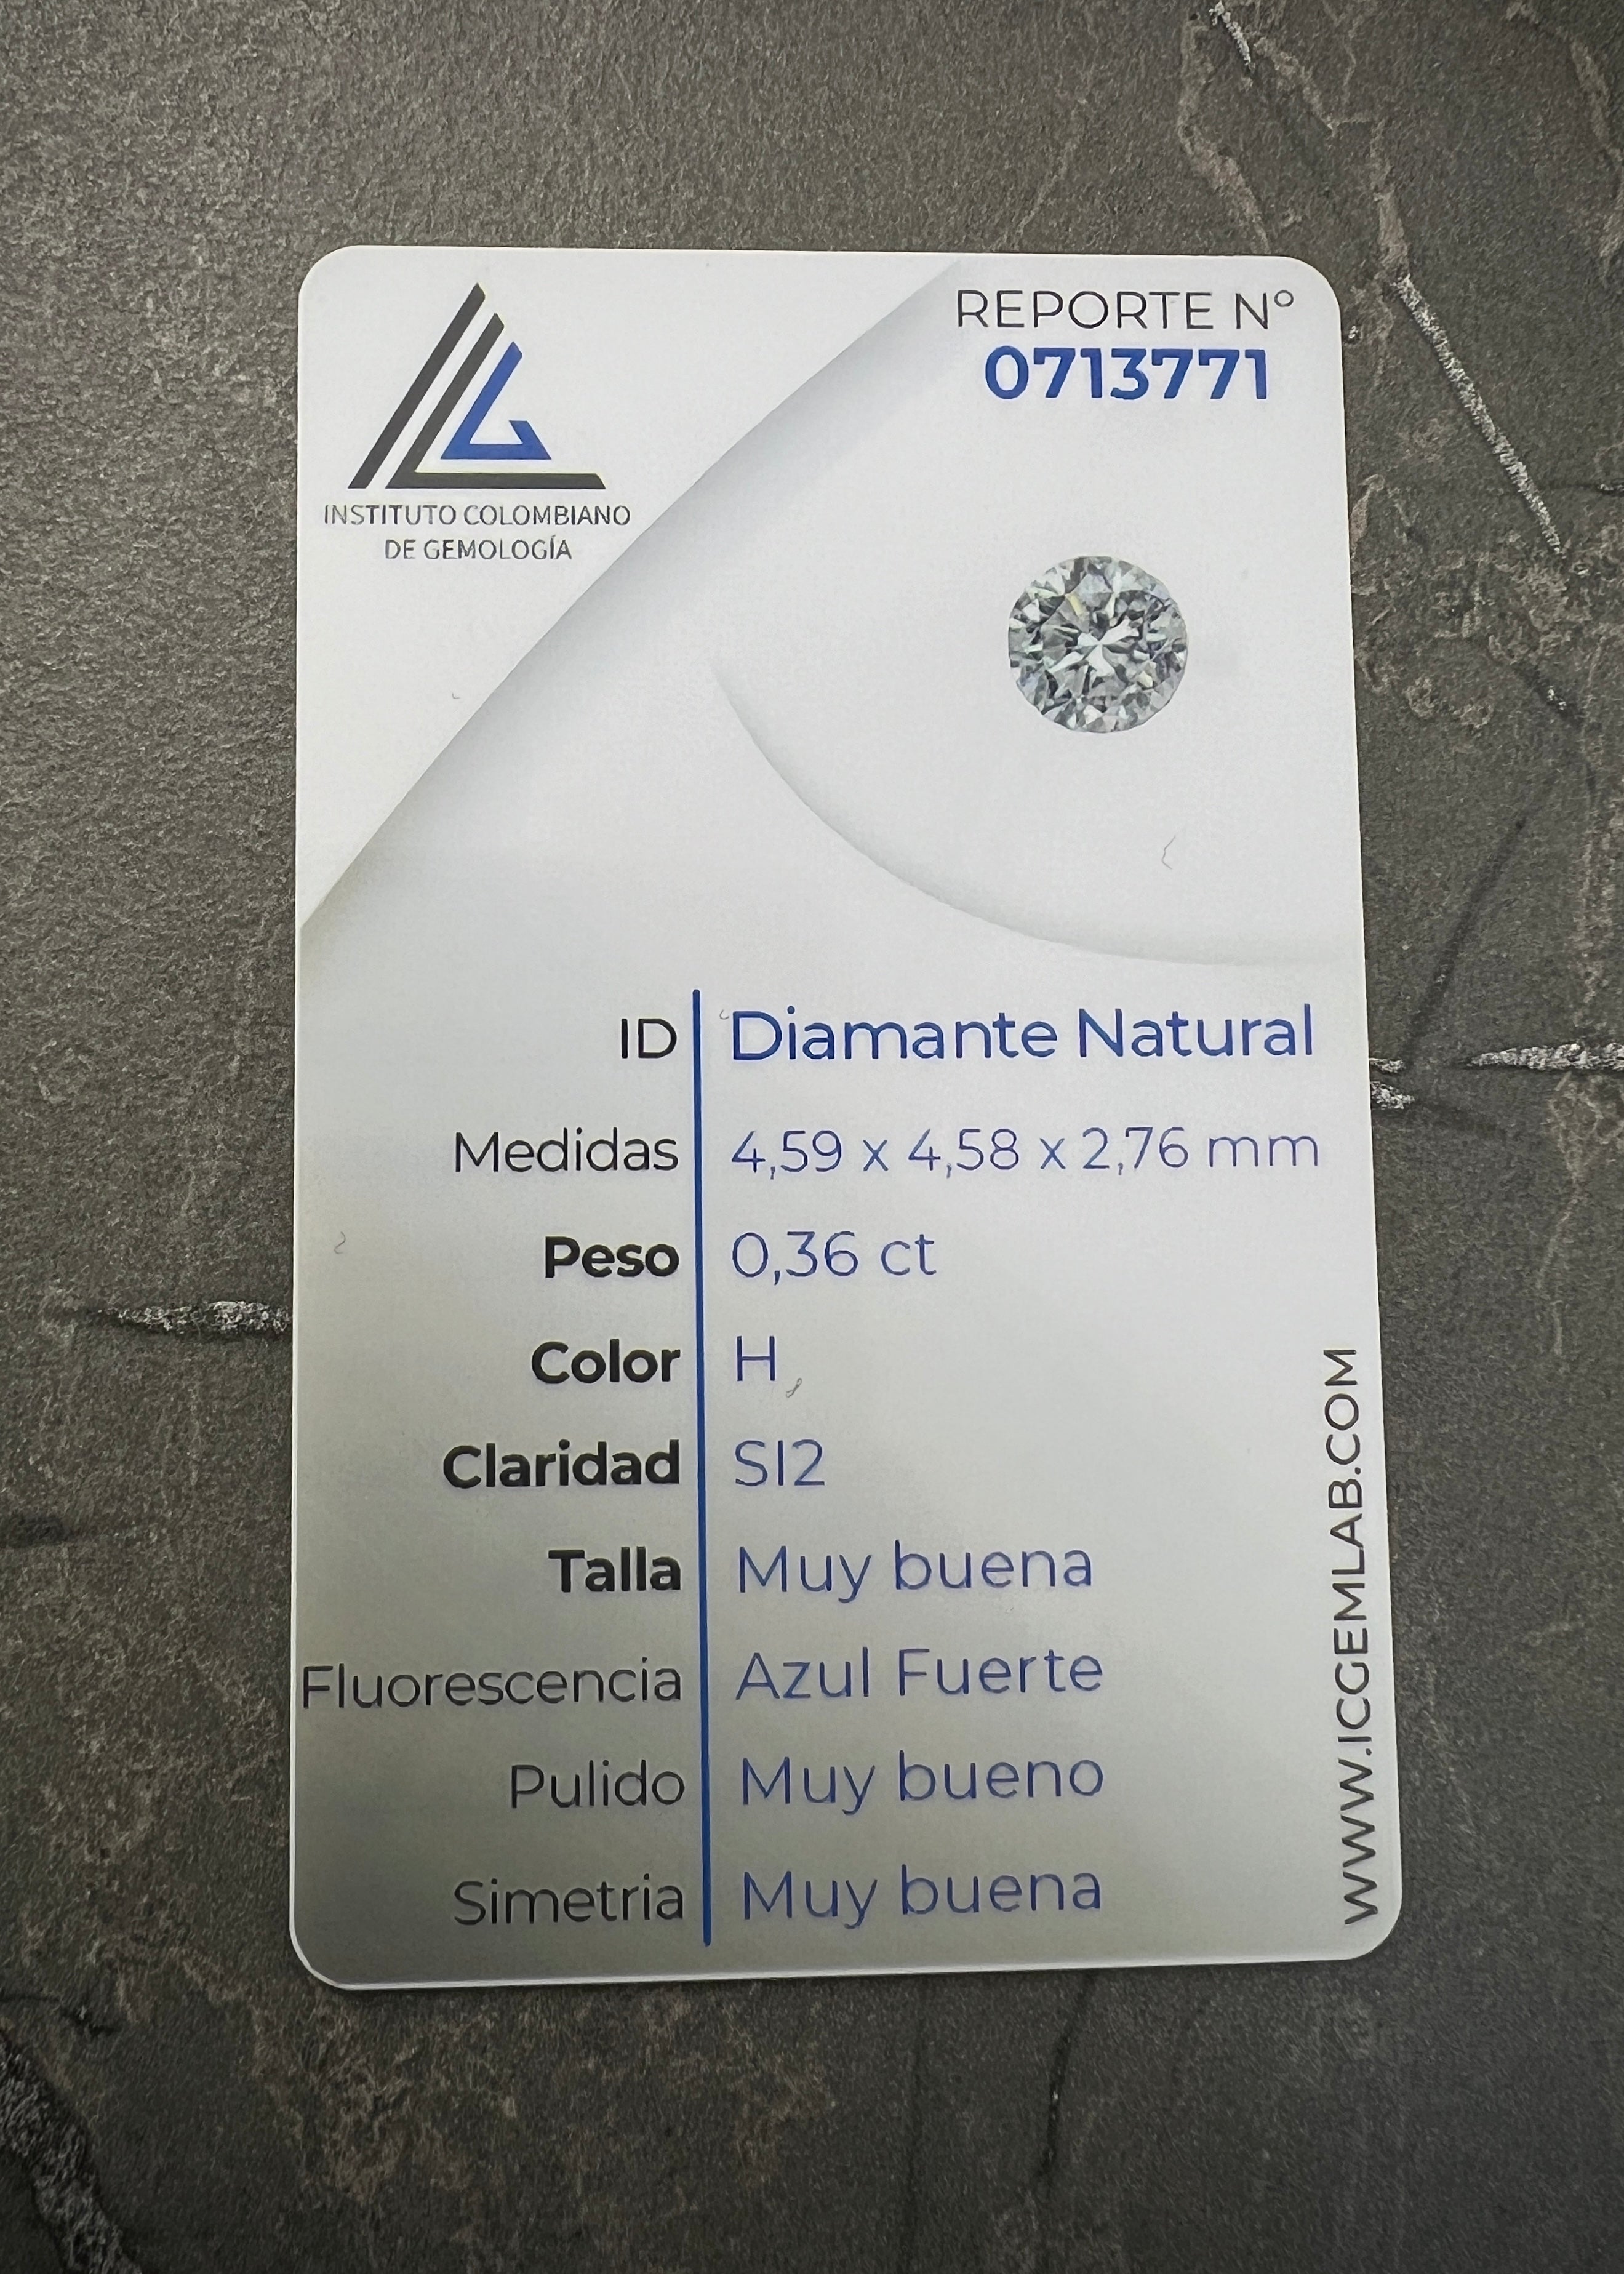 INSTITUTO COLOMBIANO
DE GEMOLOGÍA
REPORTE Nº
0713771
ID Diamante Natural
Medidas 4,59 x 4,58 x 2,76 mm
Peso 0,36 ct
Color H
Claridad SI2
Talla Muy buena
Fluorescencia Azul Fuerte
Pulido Muy bueno
Simetria Muy buena
WWW.ICGEMLAB.COM